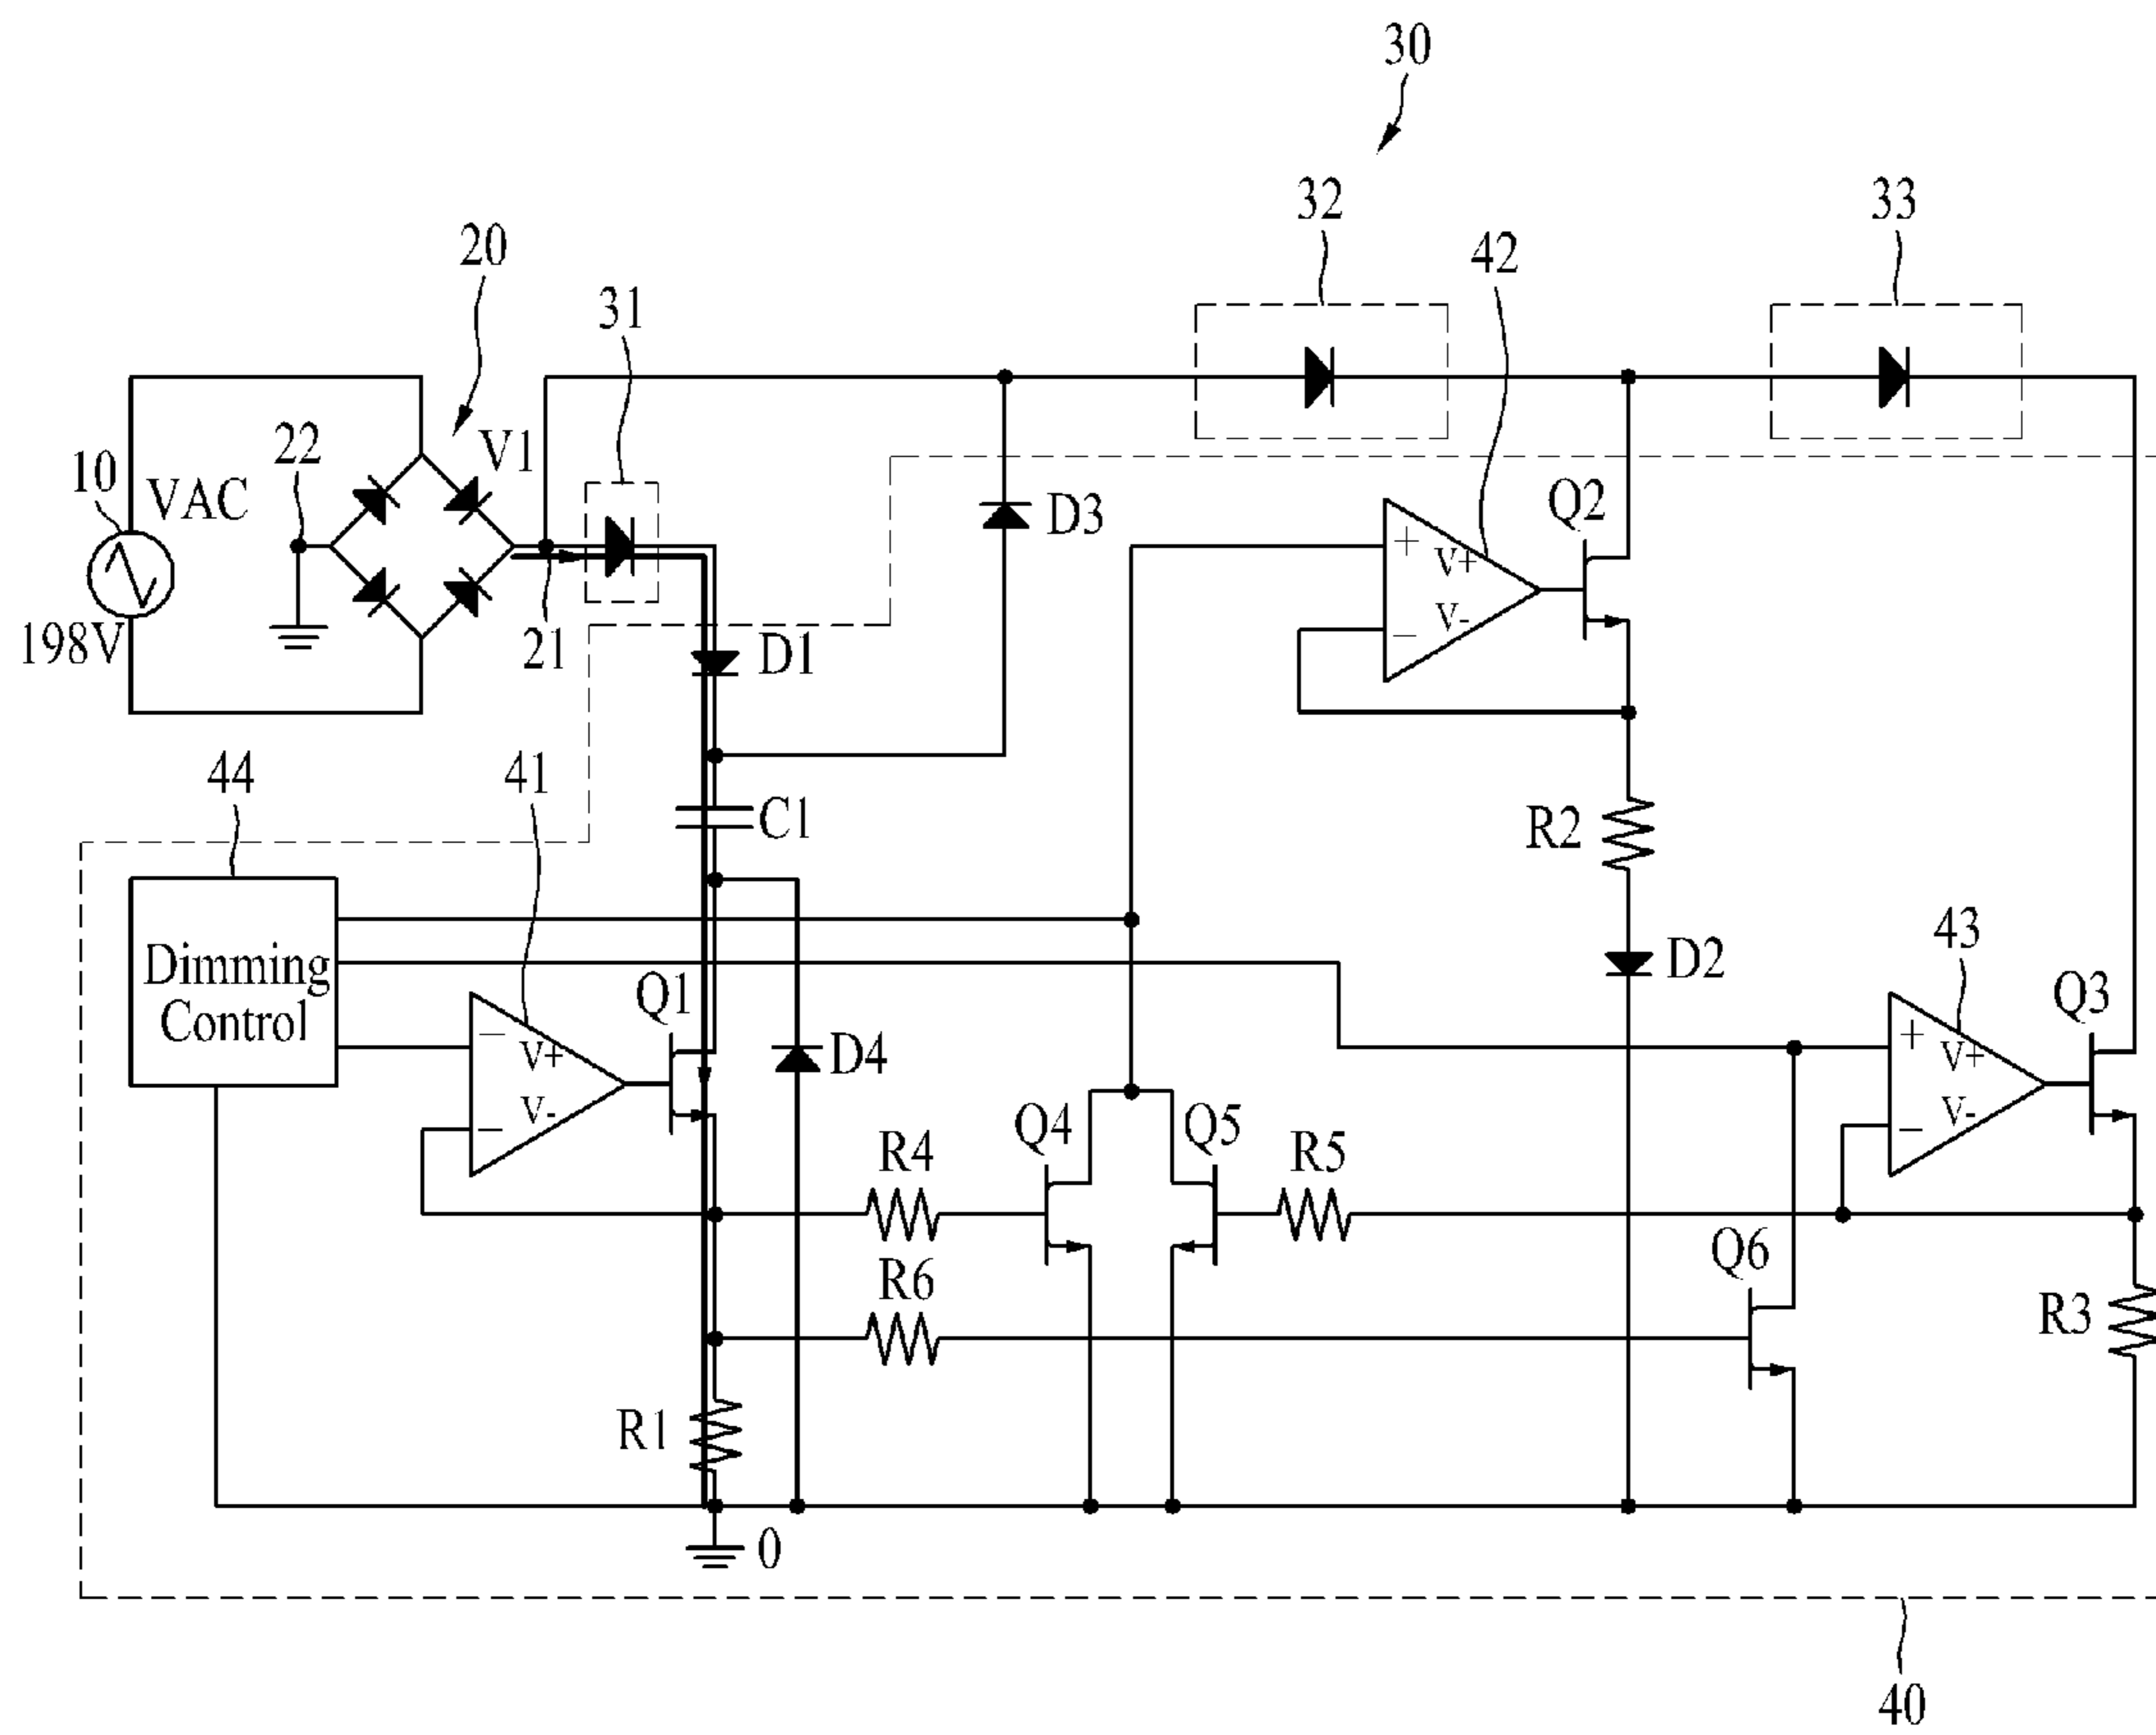 30
32
33
20
42
31
22
V1
10
VAC
Q2
D3
+
V+
V-
−
198V
21
D1
44
41
C1
R2
43
Dimming
Control
Q1
D2
Q3
−
V+
V-
−
D4
+
V+
V-
−
Q4
Q5
R4
R5
R6
Q6
R3
R1
0
40